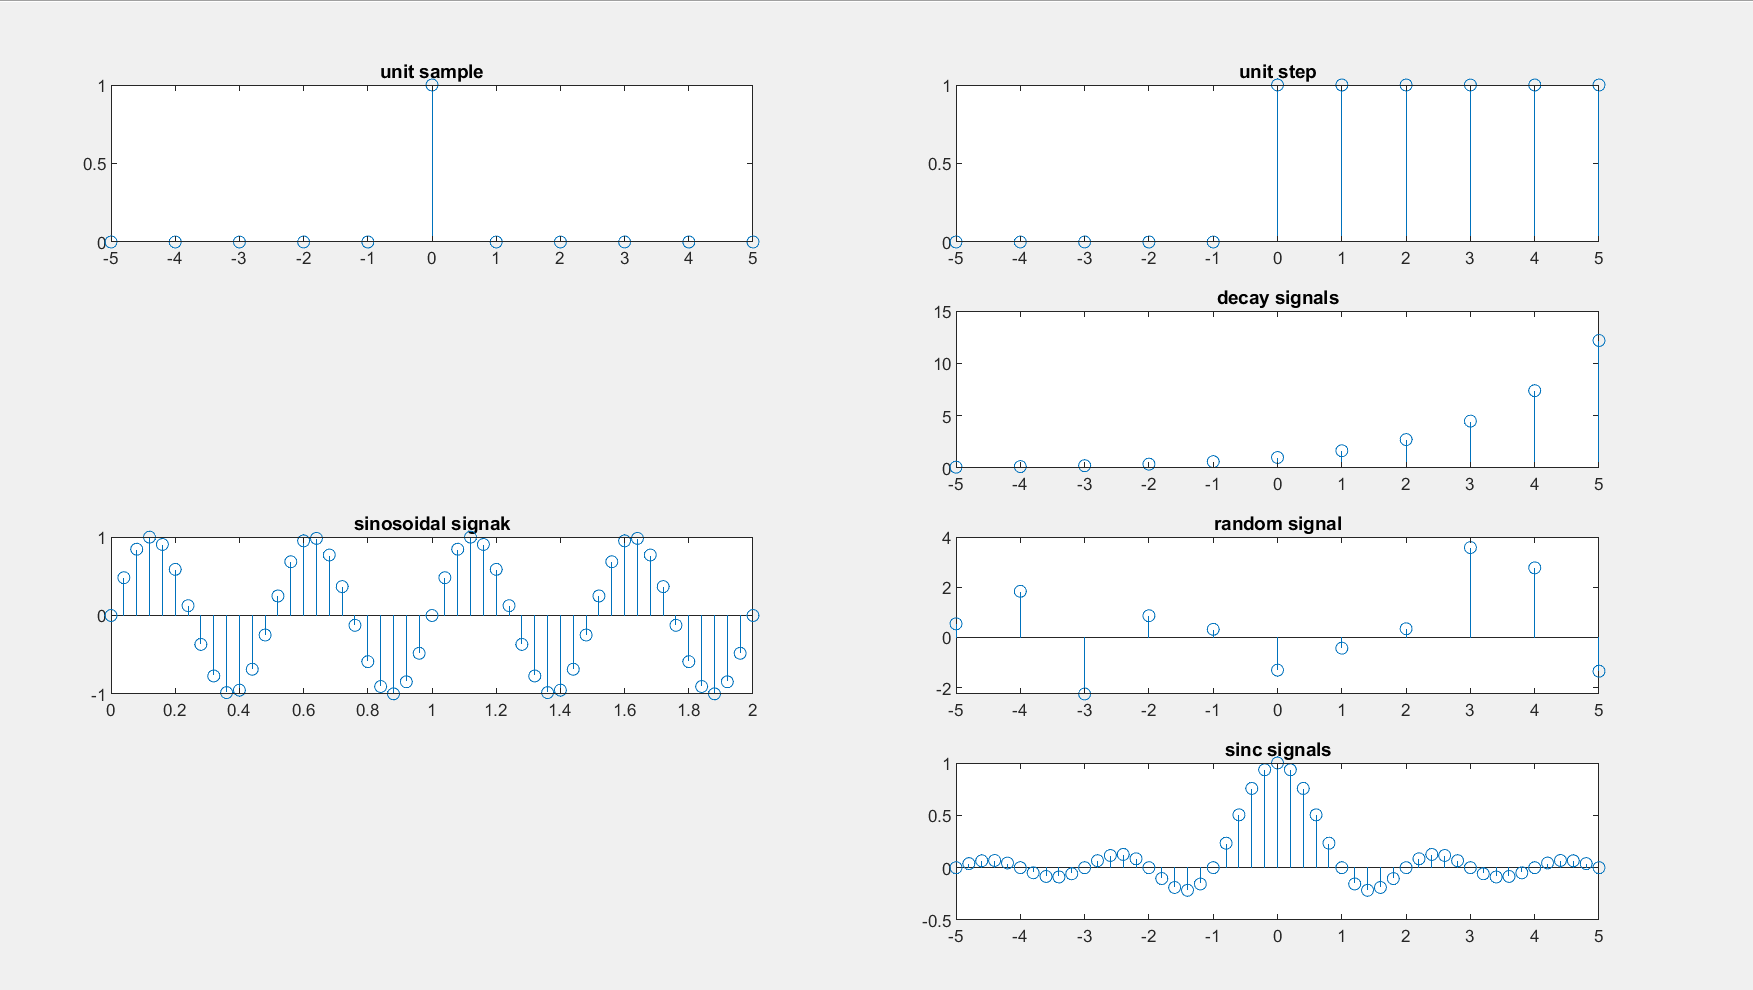 unit sample
1
0.5
0
-5 -4 -3 -2 -1 0 1 2 3 4 5
unit step
1
0.5
0
-5 -4 -3 -2 -1 0 1 2 3 4 5
decay signals
15
10
5
0
-5 -4 -3 -2 -1 0 1 2 3 4 5
sinosoidal signak
1
0
-1
0 0.2 0.4 0.6 0.8 1 1.2 1.4 1.6 1.8 2
random signal
4
2
0
-2
-5 -4 -3 -2 -1 0 1 2 3 4 5
sinc signals
1
0.5
0
-0.5
-5 -4 -3 -2 -1 0 1 2 3 4 5